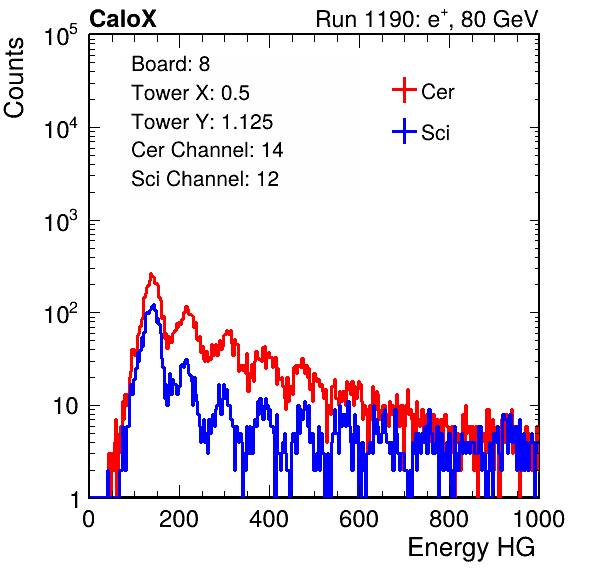 CaloX Run 1190: e⁺, 80 GeV
Counts
Board: 8
Tower X: 0.5
Tower Y: 1.125
Cer Channel: 14
Sci Channel: 12
Cer
Sci
10⁵
10⁴
10³
10²
10
1
0 200 400 600 800 1000
Energy HG